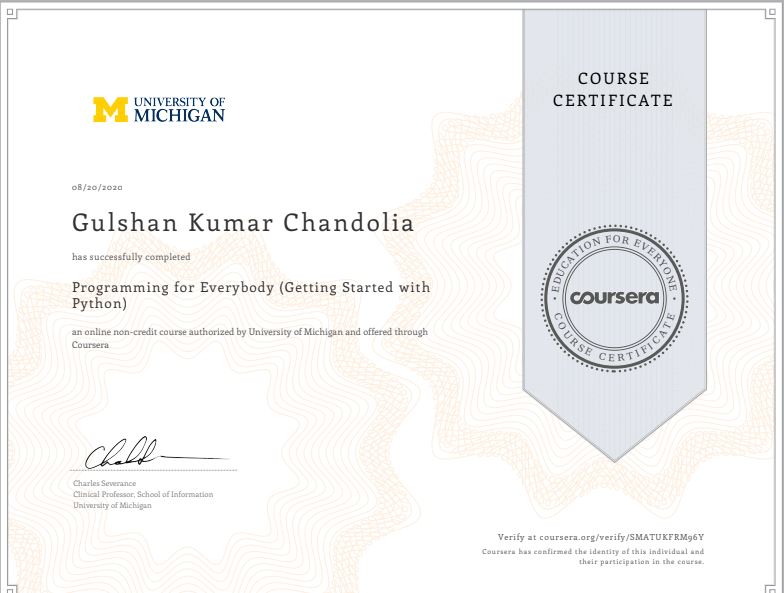 COURSE
CERTIFICATE
UNIVERSITY OF
MICHIGAN
08/20/2020
Gulshan Kumar Chandolia
has successfully completed
Programming for Everybody (Getting Started with
Python)
an online non-credit course authorized by University of Michigan and offered through
Coursera
EDUCATION FOR EVERYONE
coursera
COURSE CERTIFICATE
Charles Severance
Clinical Professor, School of Information
University of Michigan
Verify at coursera.org/verify/SMATUKFRM96Y
Coursera has confirmed the identity of this individual and
their participation in the course.